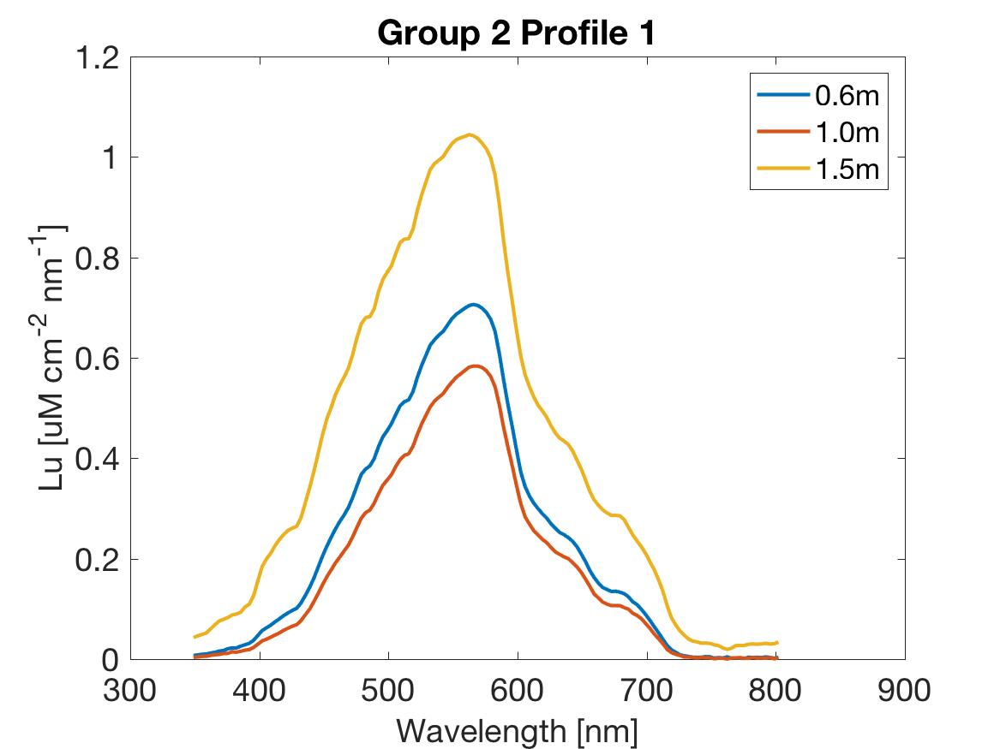 Group 2 Profile 1
1.2
1
0.8
0.6
0.4
0.2
0
Lu [uM cm-2 nm-1]
0.6m
1.0m
1.5m
300 400 500 600 700 800 900
Wavelength [nm]